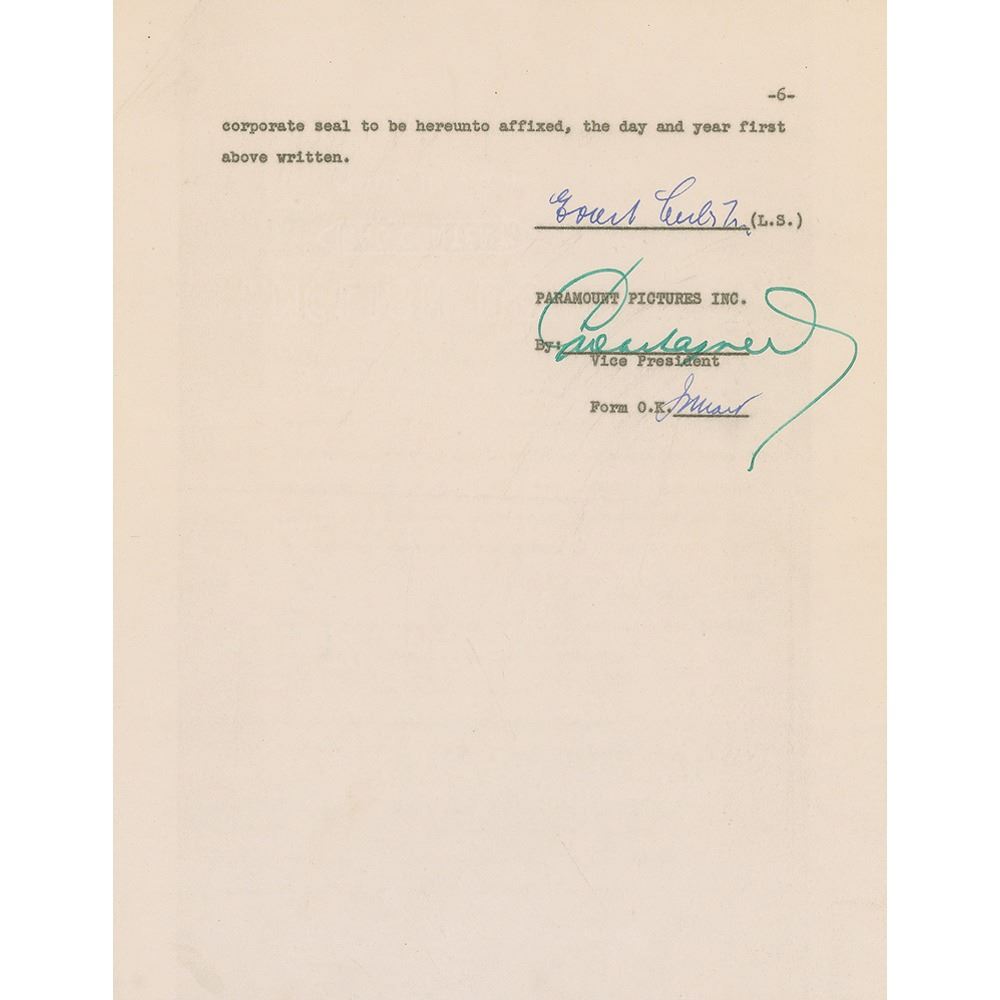 -6-
corporate seal to be hereunto affixed, the day and year first
above written.
(L.S.)
PARAMOUNT PICTURES INC.
By:
Vice President
Form O.K.